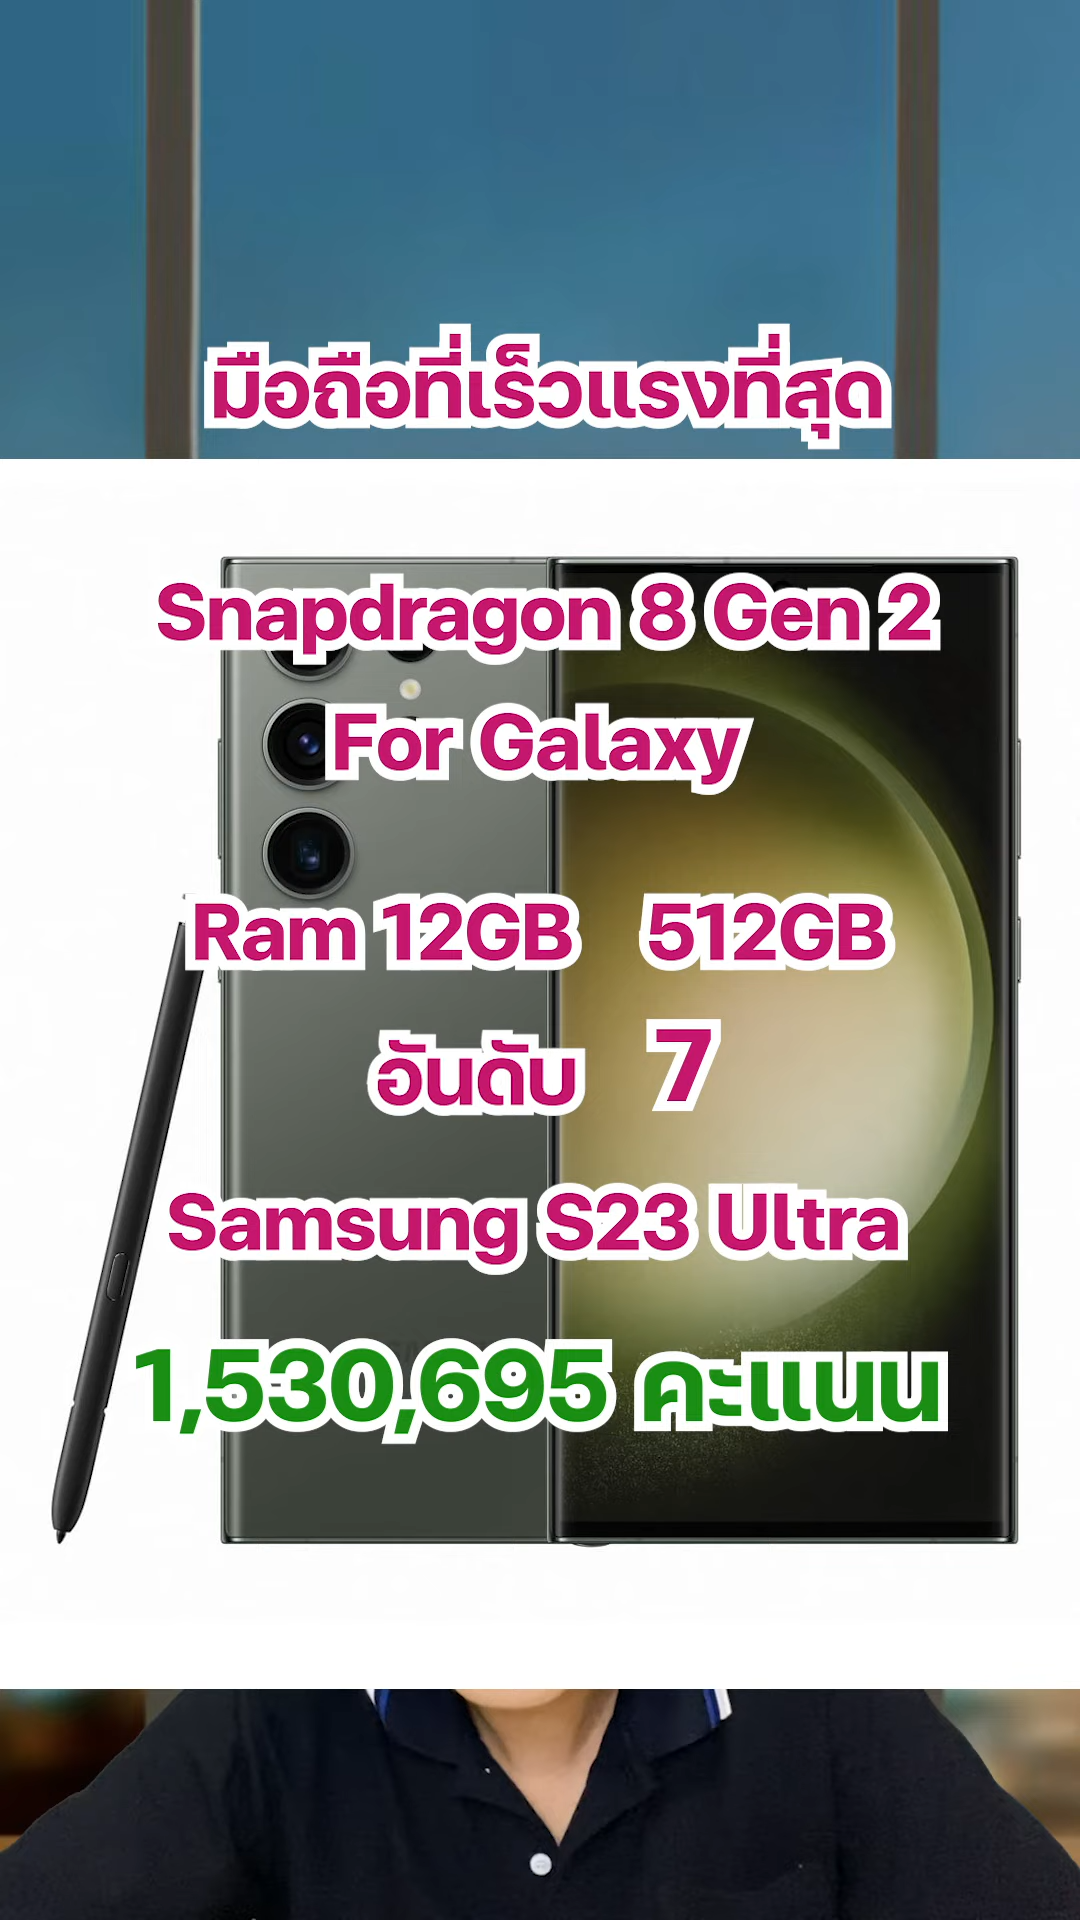 มือถือที่เร็วแรงที่สุด
Snapdragon 8 Gen 2
For Galaxy
Ram 12GB 512GB
อันดับ 7
Samsung S23 Ultra
1,530,695 คะแนน